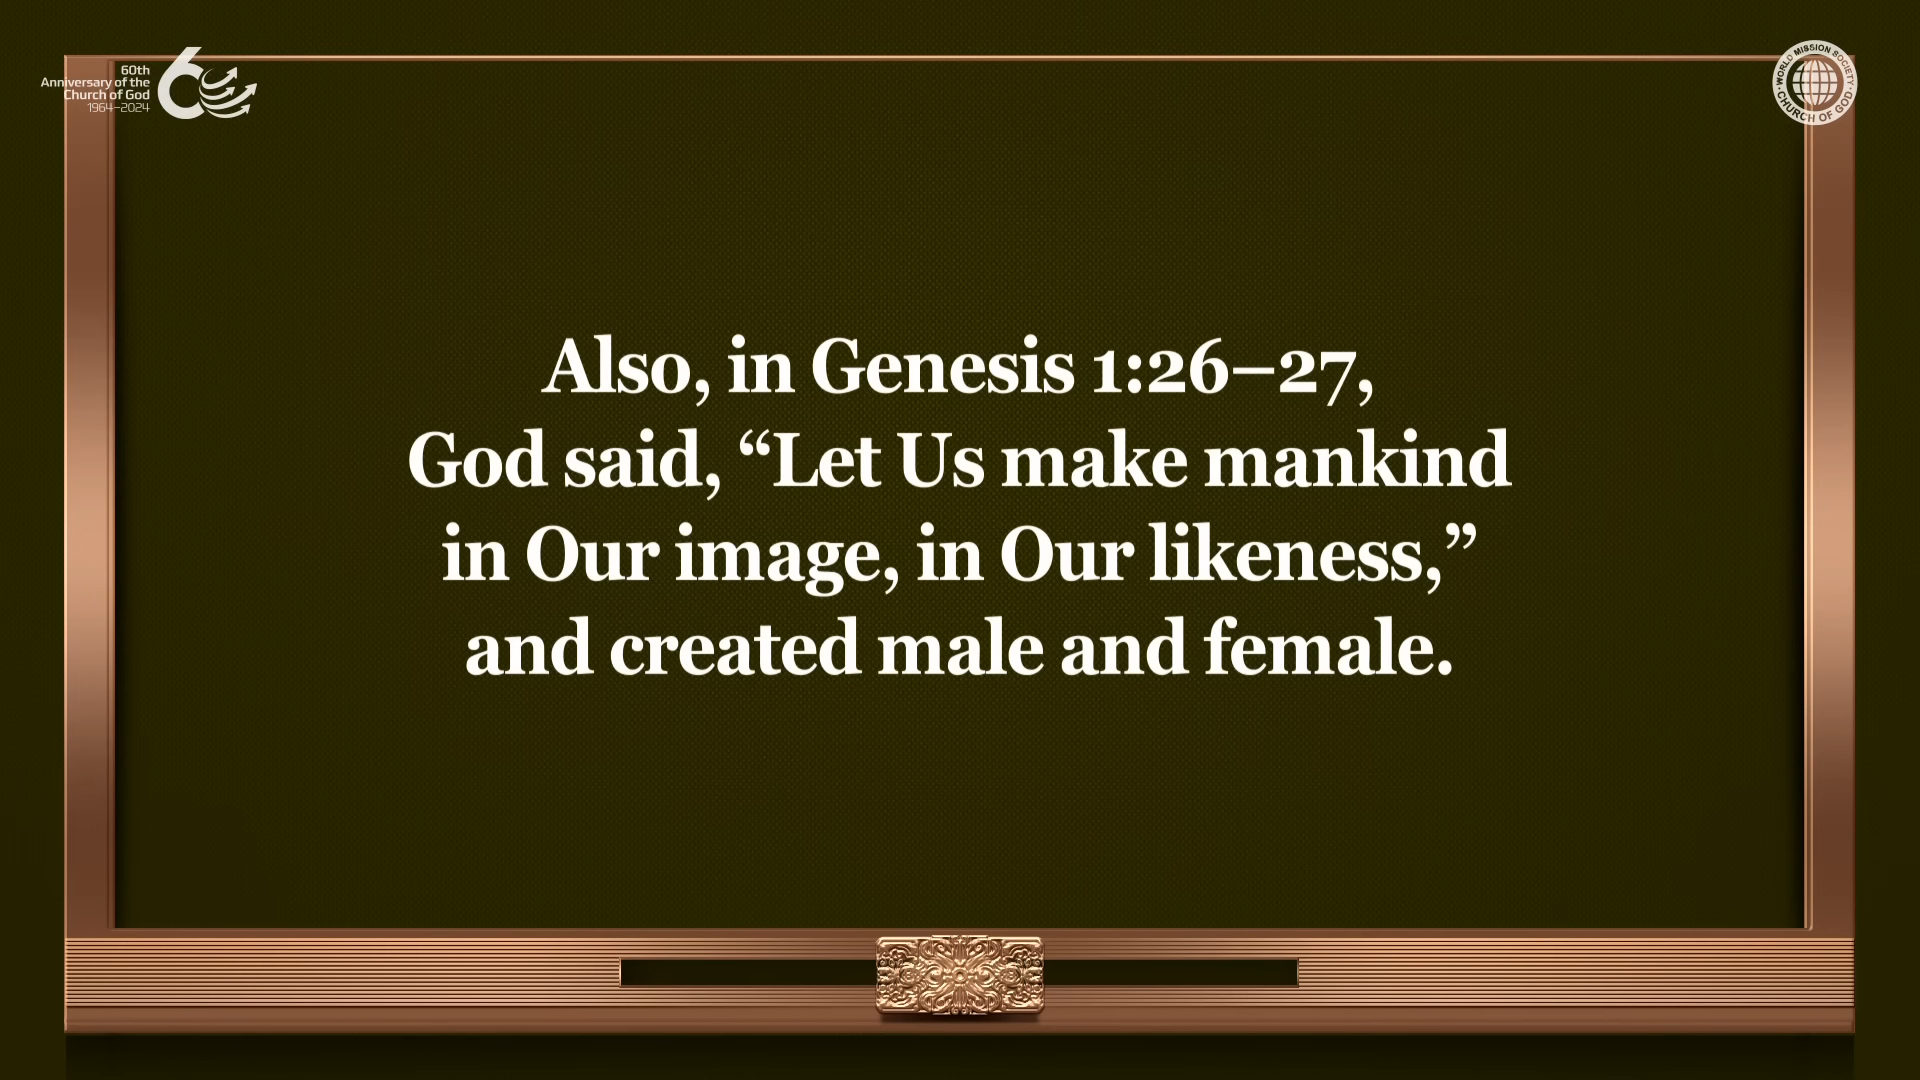 60th
Anniversary of the
Church of God
1964–2024
60
WORLD MISSION SOCIETY
CHURCH OF GOD
Also, in Genesis 1:26–27,
God said, “Let Us make mankind
in Our image, in Our likeness,”
and created male and female.